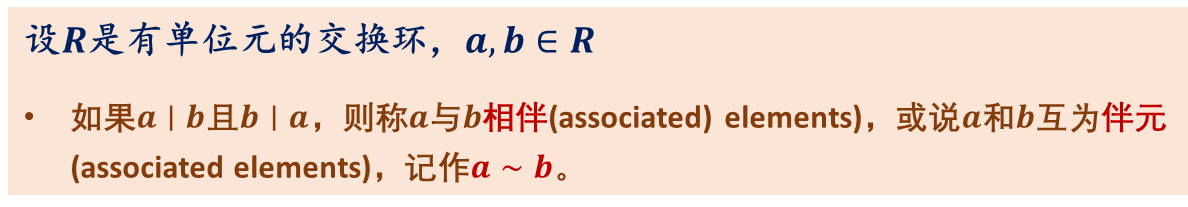 设R是有单位元的交换环，a, b ∈ R
• 如果a ∣ b且b ∣ a，则称a与b相伴(associated) elements)，或说a和b互为伴元
(associated elements)，记作a ~ b。